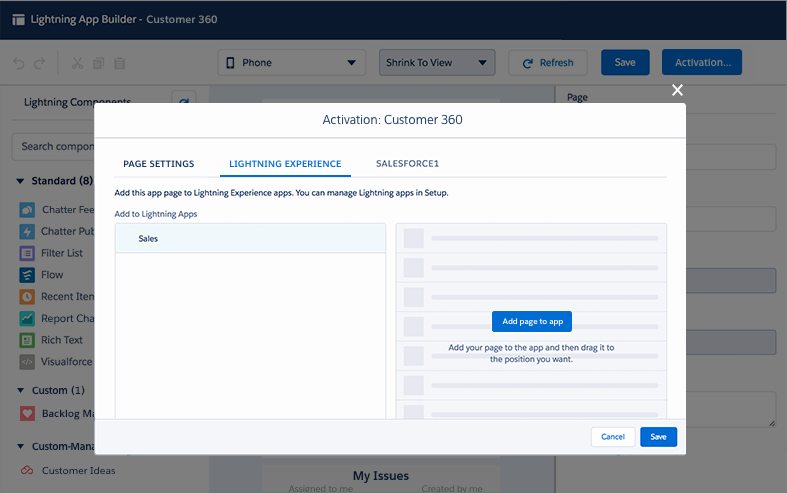 Lightning App Builder - Customer 360
Phone
Shrink To View
Refresh
Save
Activation...
Lightning Components
Page
Activation: Customer 360
Search compon
PAGE SETTINGS
LIGHTNING EXPERIENCE
SALESFORCE1
Standard (8)
Add this app page to Lightning Experience apps. You can manage Lightning apps in Setup.
Chatter Fee
Add to Lightning Apps
Chatter Pub
Sales
Filter List
Flow
Recent Item
Report Cha
Add page to app
Rich Text
Add your page to the app and then drag it to
the position you want.
Visualforce
Custom (1)
Backlog Ma
Cancel
Save
Custom-Mana
Customer Ideas
My Issues
Assigned to me
Created by me